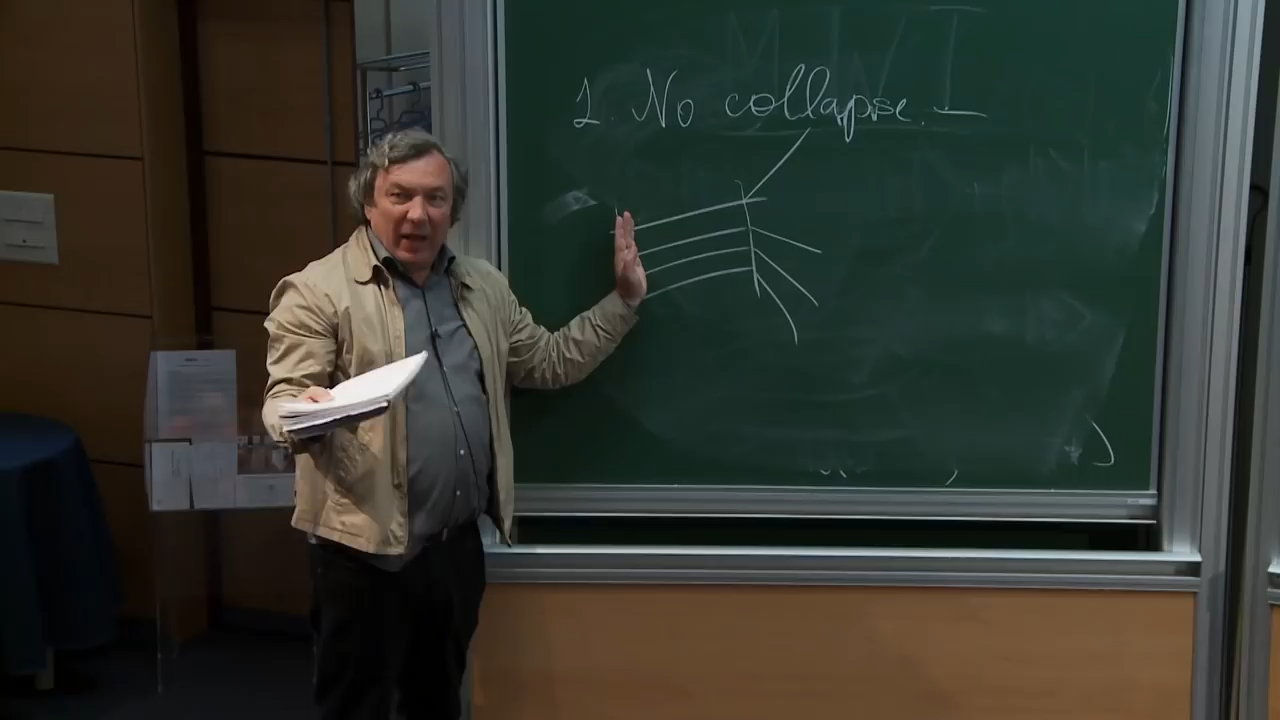 1. No collapse. —